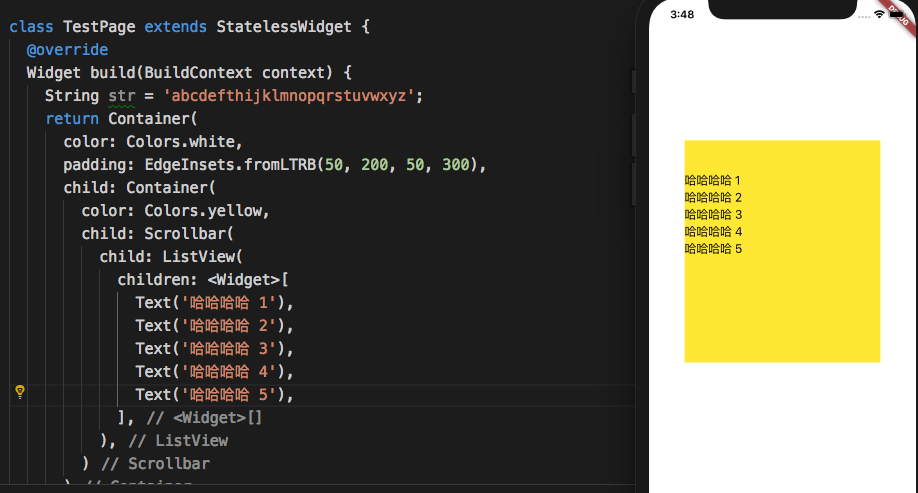 class TestPage extends StatelessWidget {
@override
Widget build(BuildContext context) {
String str = 'abcdefthijklmnopqrstuvwxyz';
return Container(
color: Colors.white,
padding: EdgeInsets.fromLTRB(50, 200, 50, 300),
child: Container(
color: Colors.yellow,
child: Scrollbar(
child: ListView(
children: <Widget>[
Text('哈哈哈哈 1'),
Text('哈哈哈哈 2'),
Text('哈哈哈哈 3'),
Text('哈哈哈哈 4'),
Text('哈哈哈哈 5'),
], // <Widget>[]
), // ListView
) // Scrollbar
) // Container
3:48
DEBUG
哈哈哈哈 1
哈哈哈哈 2
哈哈哈哈 3
哈哈哈哈 4
哈哈哈哈 5